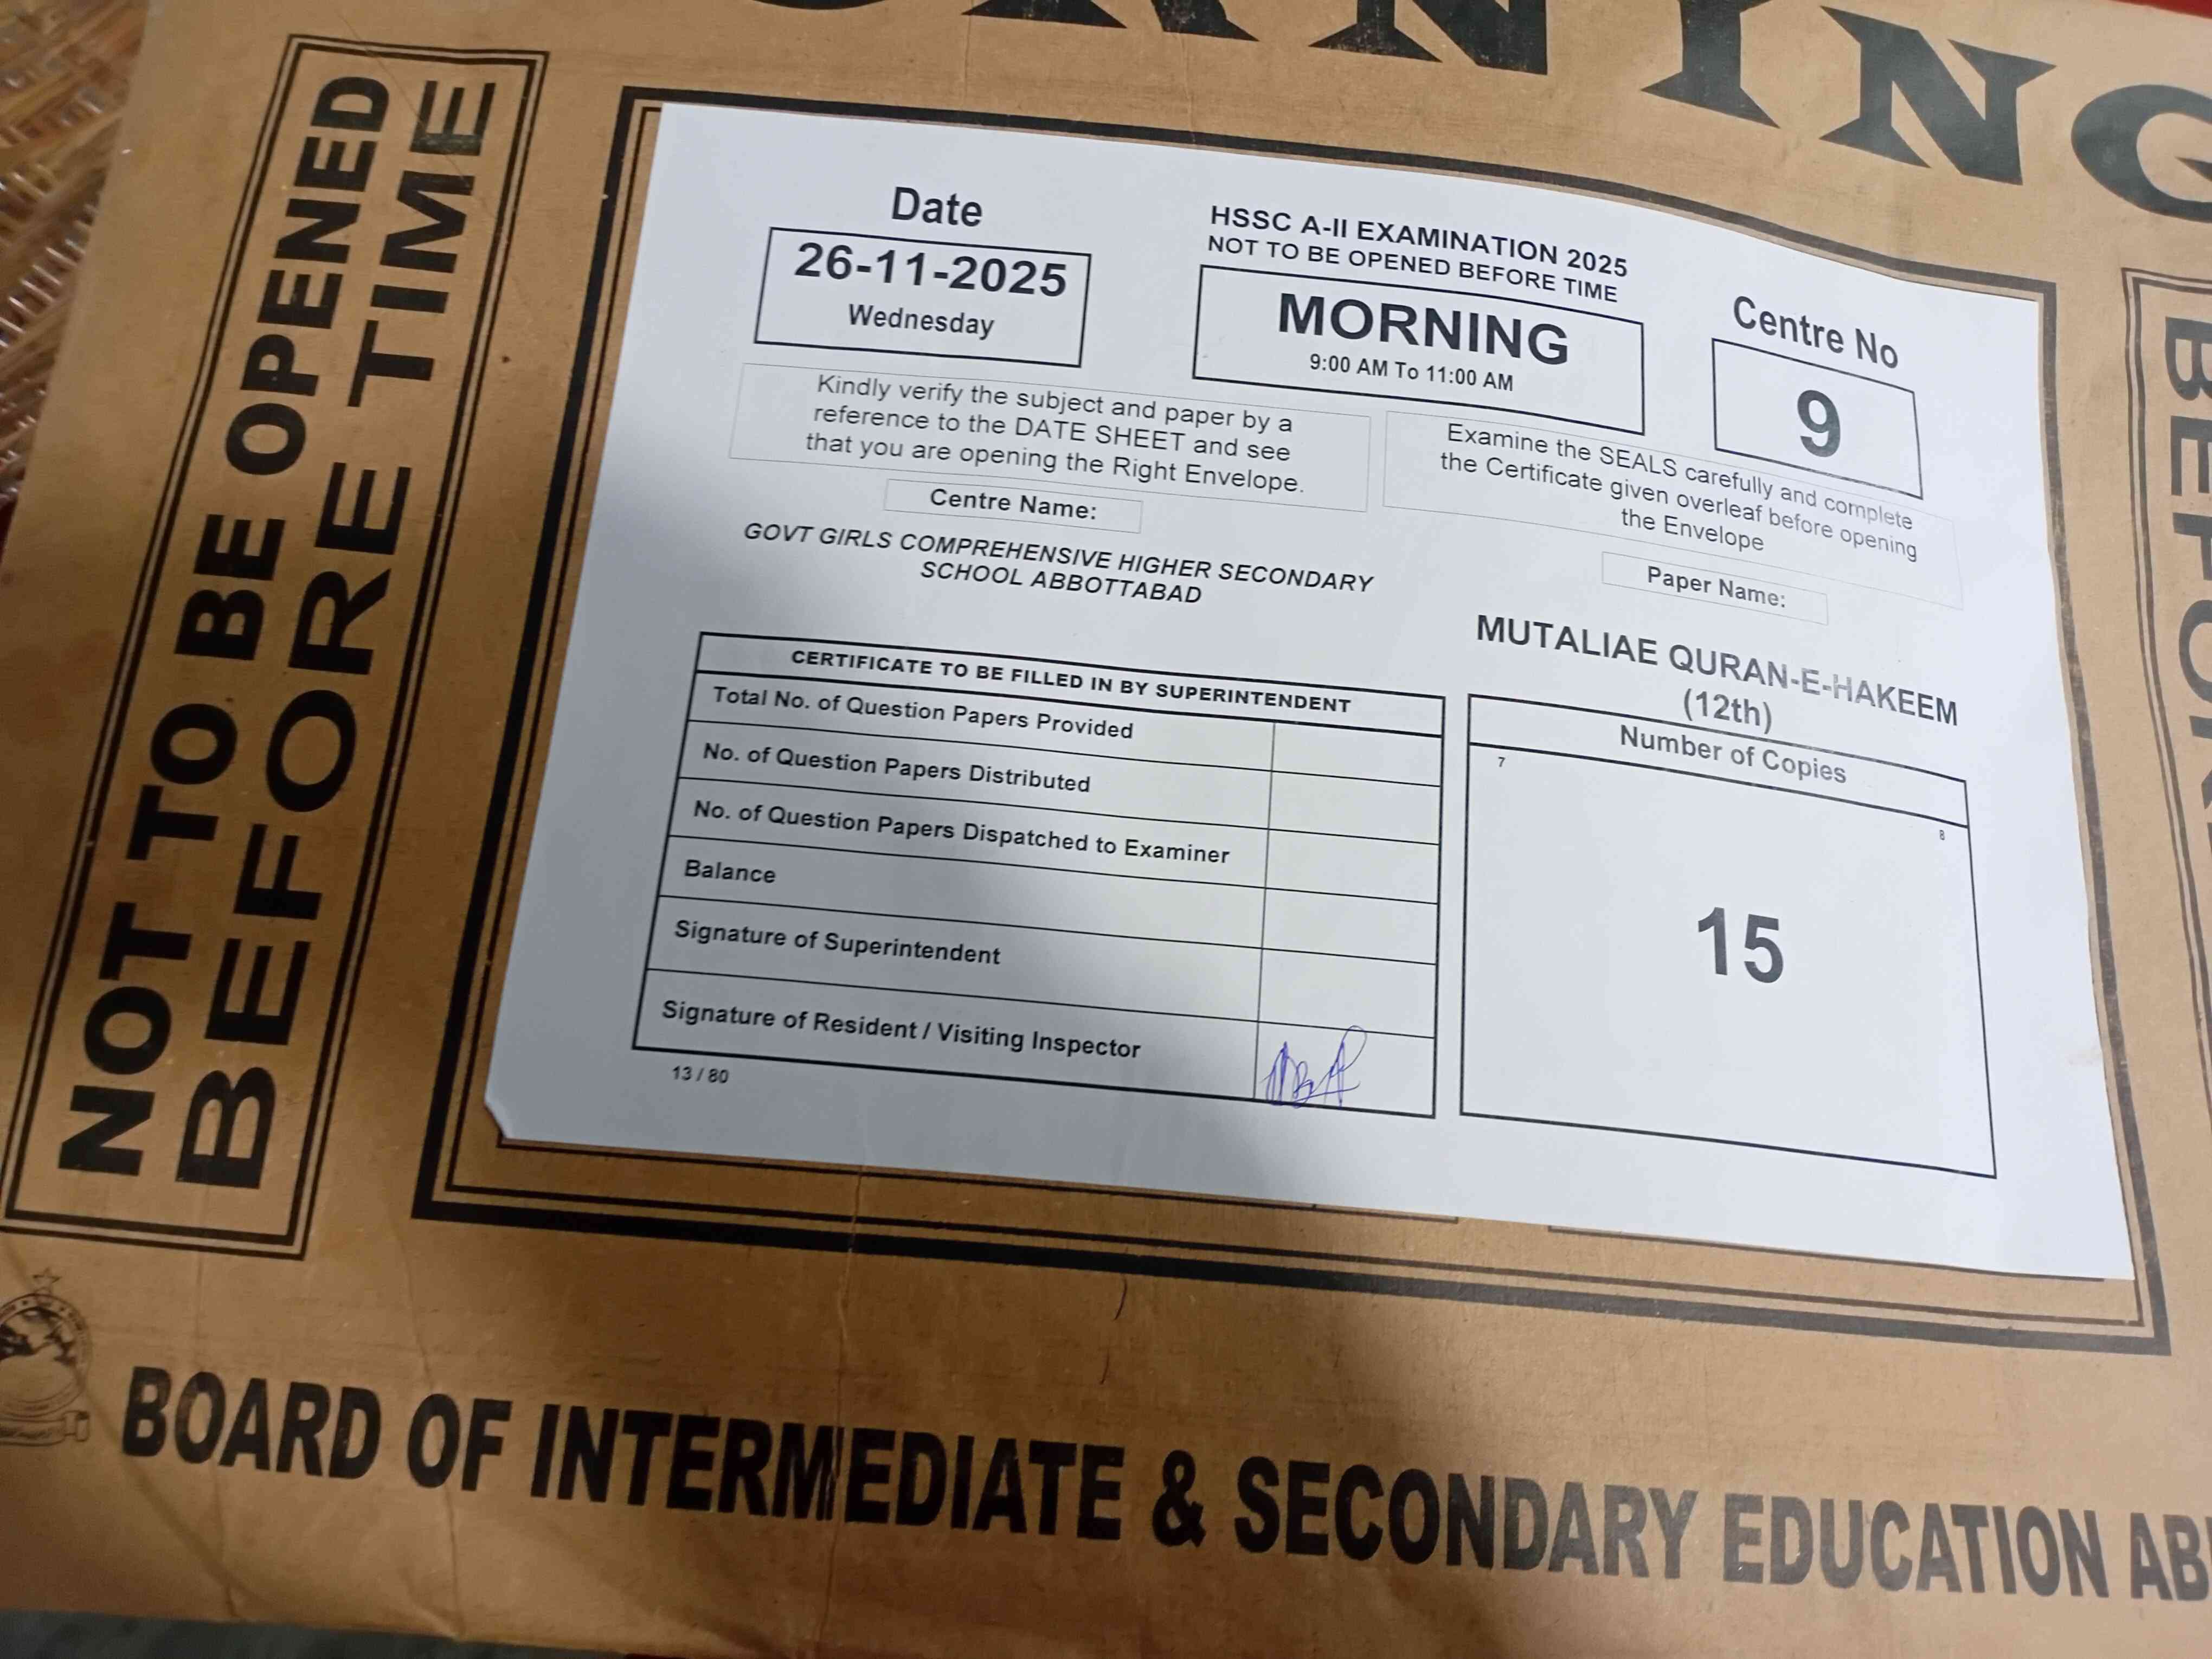 NOT TO BE OPENED
BEFORE TIME
Date
26-11-2025
Wednesday
HSSC A-II EXAMINATION 2025
NOT TO BE OPENED BEFORE TIME
MORNING
9:00 AM To 11:00 AM
Centre No
9
Kindly verify the subject and paper by a
reference to the DATE SHEET and see
that you are opening the Right Envelope.
Examine the SEALS carefully and complete
the Certificate given overleaf before opening
the Envelope
Centre Name:
GOVT GIRLS COMPREHENSIVE HIGHER SECONDARY
SCHOOL ABBOTTABAD
Paper Name:
MUTALIAE QURAN-E-HAKEEM
(12th)
CERTIFICATE TO BE FILLED IN BY SUPERINTENDENT
Total No. of Question Papers Provided
No. of Question Papers Distributed
No. of Question Papers Dispatched to Examiner
Balance
Signature of Superintendent
Signature of Resident / Visiting Inspector
13 / 80
Number of Copies
7
8
15
BOARD OF INTERMEDIATE & SECONDARY EDUCATION